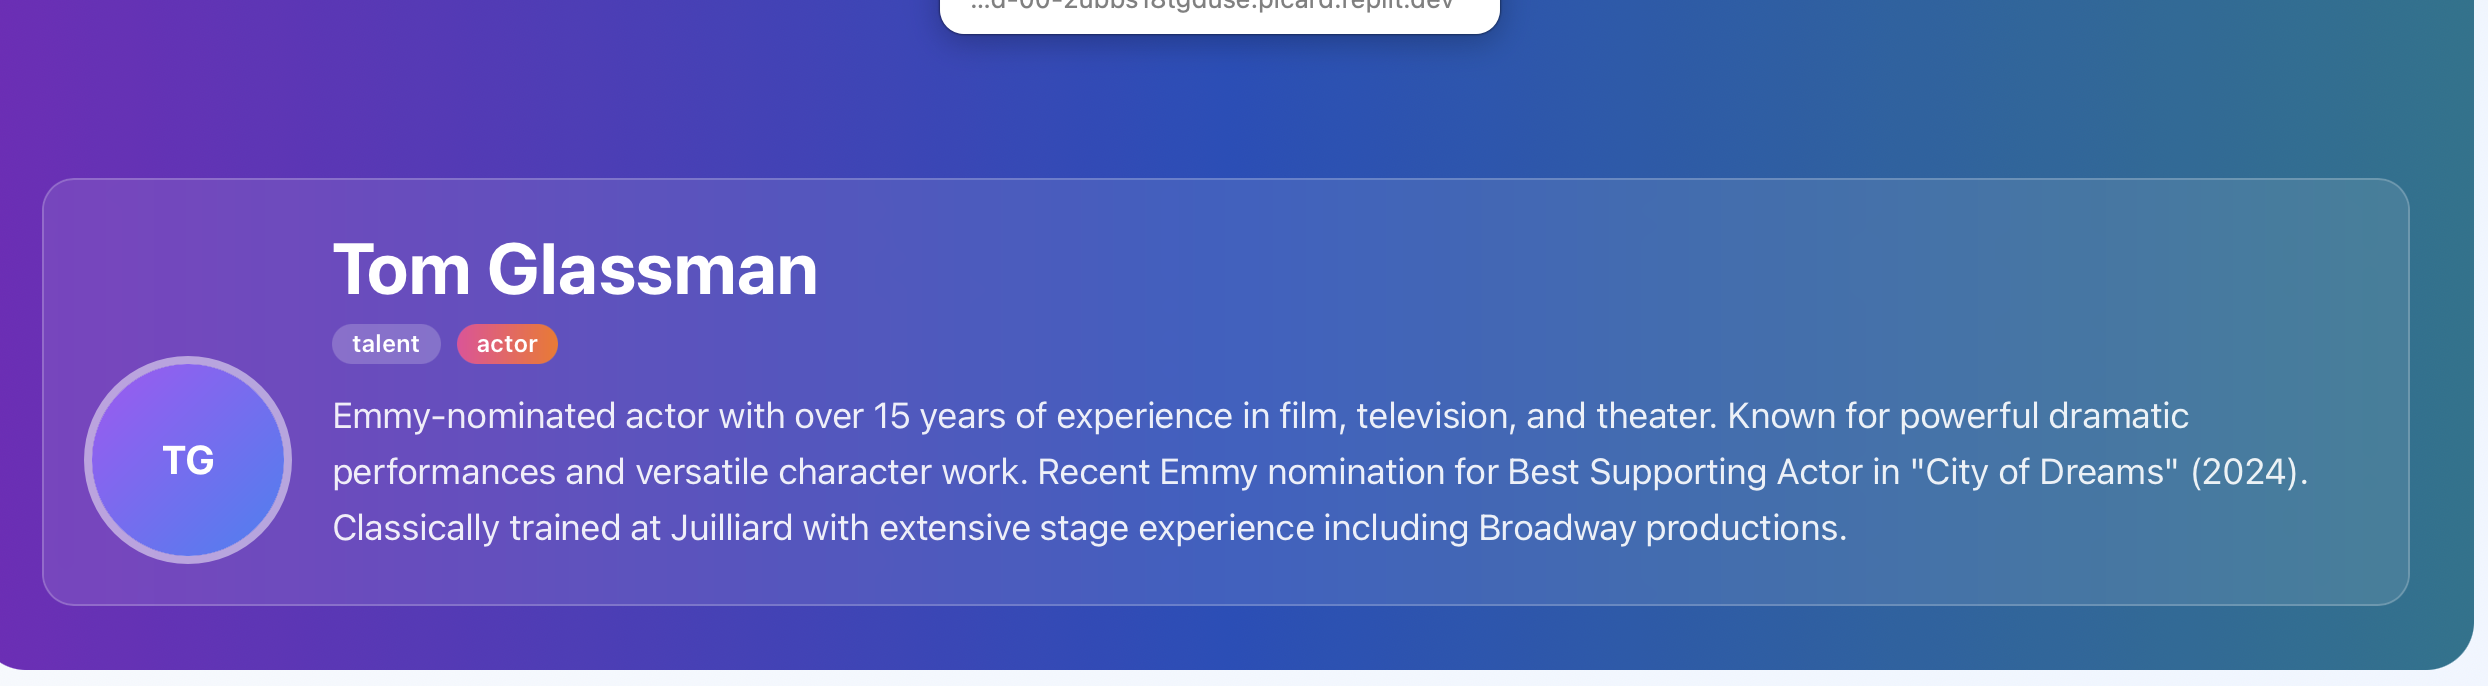 ...d-00-2ubbs18tgduse.picard.replit.dev
Tom Glassman
talent actor
TG
Emmy-nominated actor with over 15 years of experience in film, television, and theater. Known for powerful dramatic
performances and versatile character work. Recent Emmy nomination for Best Supporting Actor in "City of Dreams" (2024).
Classically trained at Juilliard with extensive stage experience including Broadway productions.